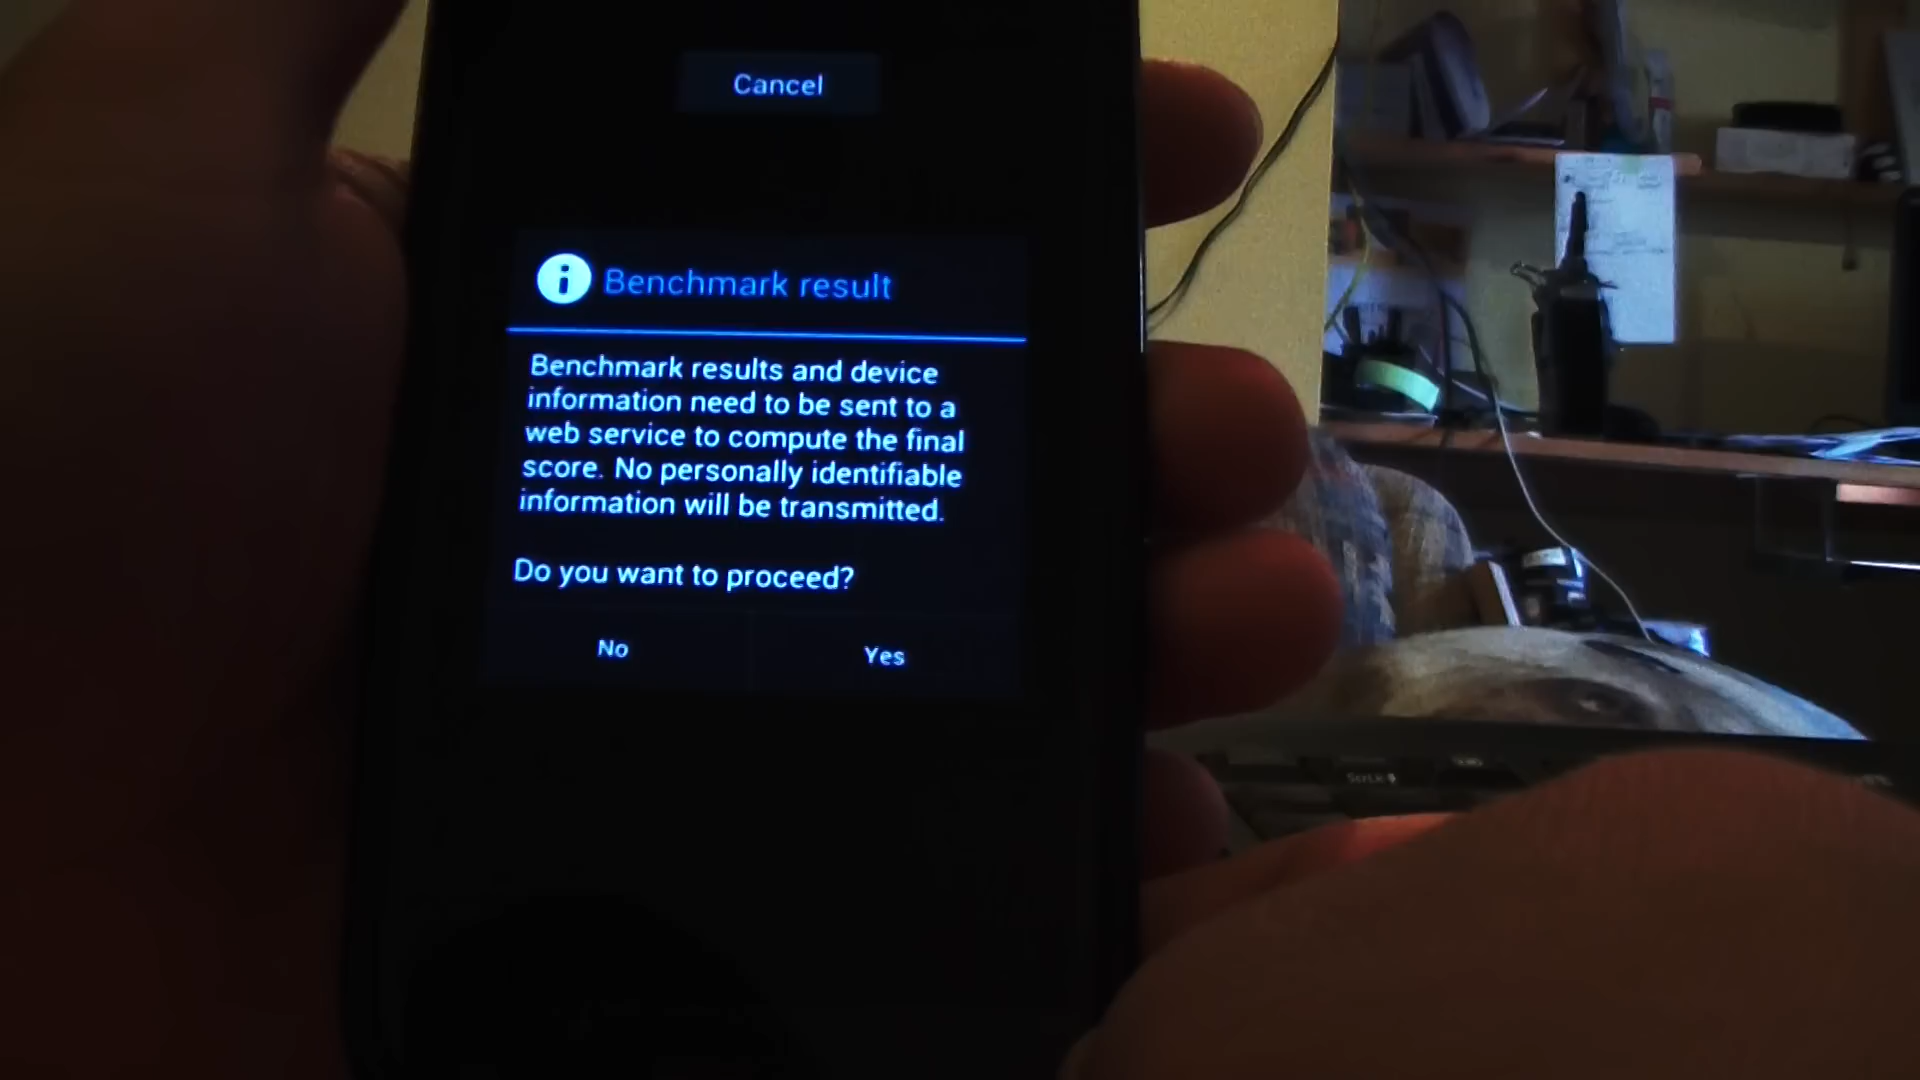 Cancel
Benchmark result
Benchmark results and device
information need to be sent to a
web service to compute the final
score. No personally identifiable
information will be transmitted.
Do you want to proceed?
No
Yes